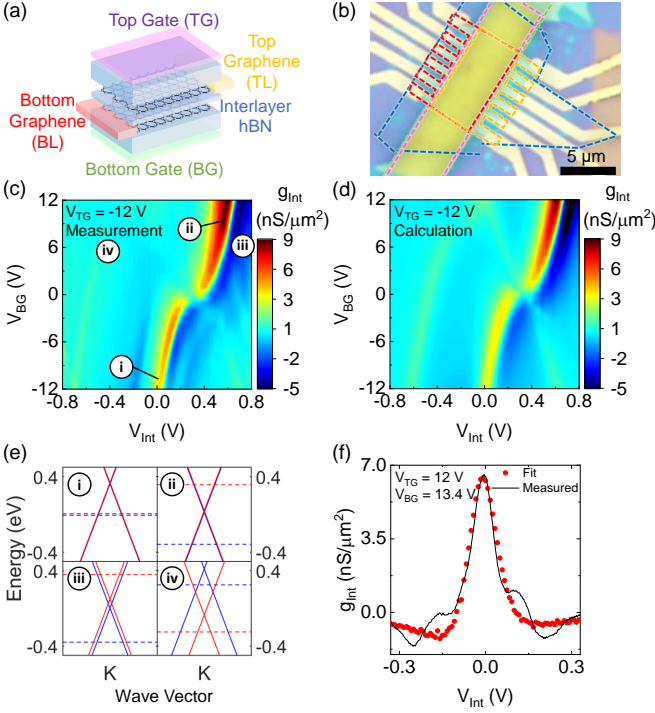 (a)
Top Gate (TG)
Top
Graphene
(TL)
Bottom
Graphene
(BL)
Interlayer
hBN
Bottom Gate (BG)
(b)
5 μm
(c)
V_TG = -12 V
Measurement
ii
iii
iv
i
V_BG (V)
12
6
0
-6
-12
-0.8
-0.4
0.0
0.4
0.8
V_Int (V)
g_Int
(nS/μm²)
9
6
3
1
-2
-5
(d)
V_TG = -12 V
Calculation
12
6
0
-6
-12
-0.8
-0.4
0.0
0.4
0.8
V_Int (V)
g_Int
(nS/μm²)
9
6
3
1
-2
-5
(e)
Energy (eV)
0.4
-0.4
0.4
-0.4
i
ii
iii
iv
0.4
-0.4
0.4
-0.4
K
K
Wave Vector
(f)
V_TG = 12 V
V_BG = 13.4 V
Fit
Measured
g_Int (nS/μm²)
7.0
3.5
0.0
-0.3
0.0
0.3
V_Int (V)